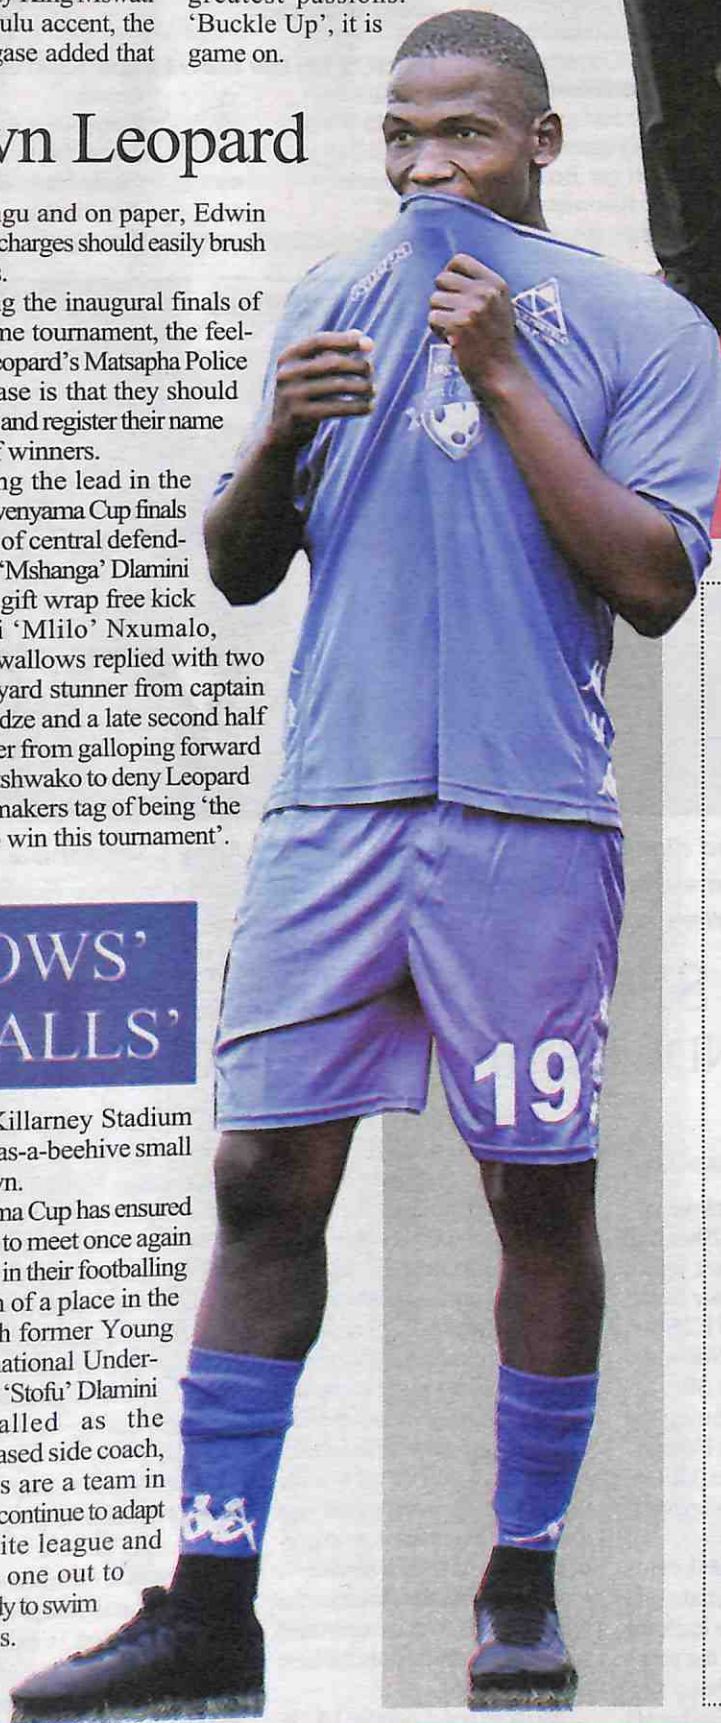 ulu accent, the
gase added that
‘Buckle Up’, it is
game on.
wn Leopard
gu and on paper, Edwin
charges should easily brush
s.
g the inaugural finals of
me tournament, the feel-
eopard’s Matsapha Police
ase is that they should
and register their name
f winners.
ng the lead in the
wenyama Cup finals
of central defend-
‘Mshanga’ Dlamini
gift wrap free kick
i ‘Mlilo’ Nxumalo,
wallows replied with two
yard stunner from captain
dze and a late second half
er from galloping forward
tshwako to deny Leopard
makers tag of being ‘the
win this tournament’.
OWS’
ALLS’
Killarney Stadium
as-a-beehive small
wn.
ma Cup has ensured
to meet once again
in their footballing
n of a place in the
h former Young
national Under-
‘Stofu’ Dlamini
alled as the
ased side coach,
s are a team in
continue to adapt
ite league and
one out to
ly to swim
s.
19